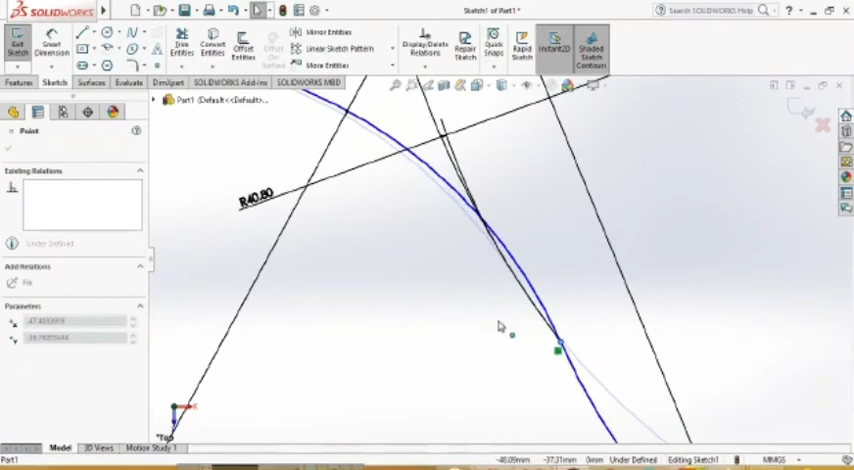 SOLIDWORKS
Sketch1 of Part1 *
Search SOLIDWORKS Help
Exit Sketch
Smart Dimension
Trim Entities
Convert Entities
Offset Entities
Offset On Surface
Mirror Entities
Linear Sketch Pattern
Move Entities
Display/Delete Relations
Repair Sketch
Quick Snaps
Rapid Sketch
Instant2D
Shaded Sketch Contours
Features
Sketch
Surfaces
Evaluate
DimXpert
SOLIDWORKS Add-Ins
SOLIDWORKS MBD
Part1 (Default<<Default>...
Point
Existing Relations
Under Defined
Add Relations
Fix
Parameters
R40.80
X
*Top
Model
3D Views
Motion Study 1
Part1
-48.09mm
-37.31mm
0mm
Under Defined
Editing Sketch1
MMGS